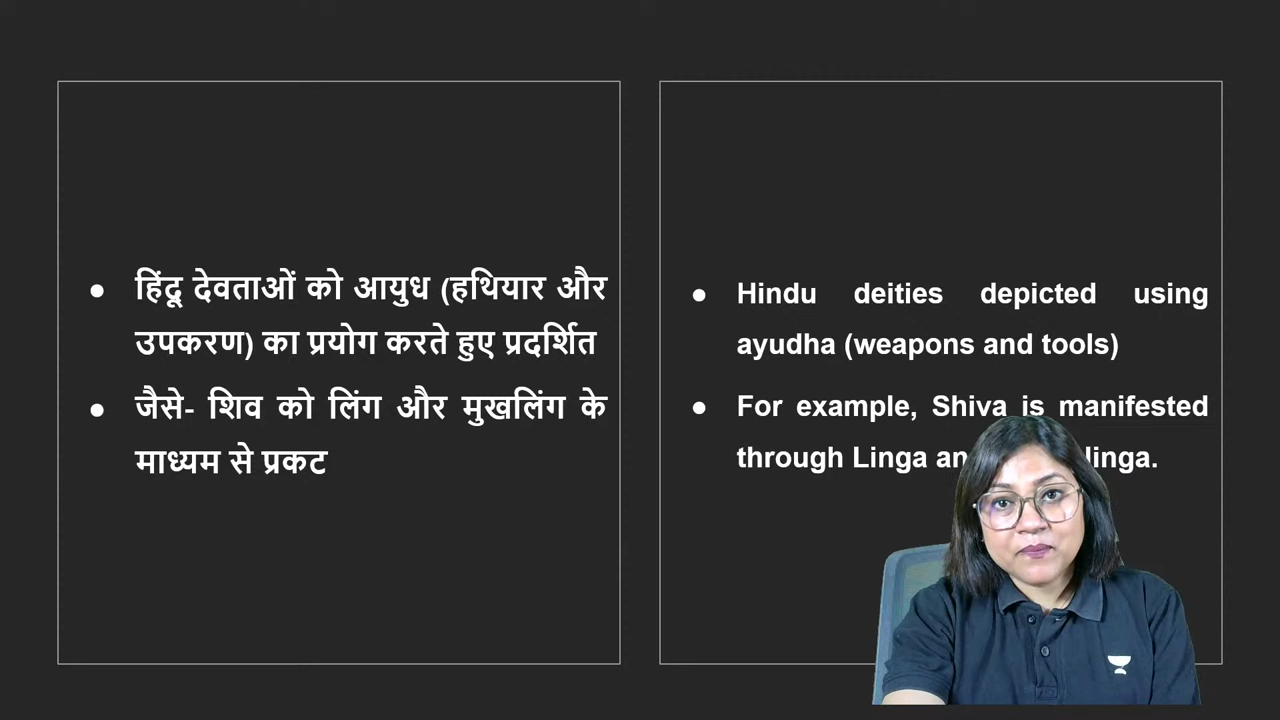 ● हिंदू देवताओं को आयुध (हथियार और
उपकरण) का प्रयोग करते हुए प्रदर्शित
● जैसे- शिव को लिंग और मुखलिंग के
माध्यम से प्रकट
● Hindu deities depicted using
ayudha (weapons and tools)
● For example, Shiva is manifested
through Linga linga.